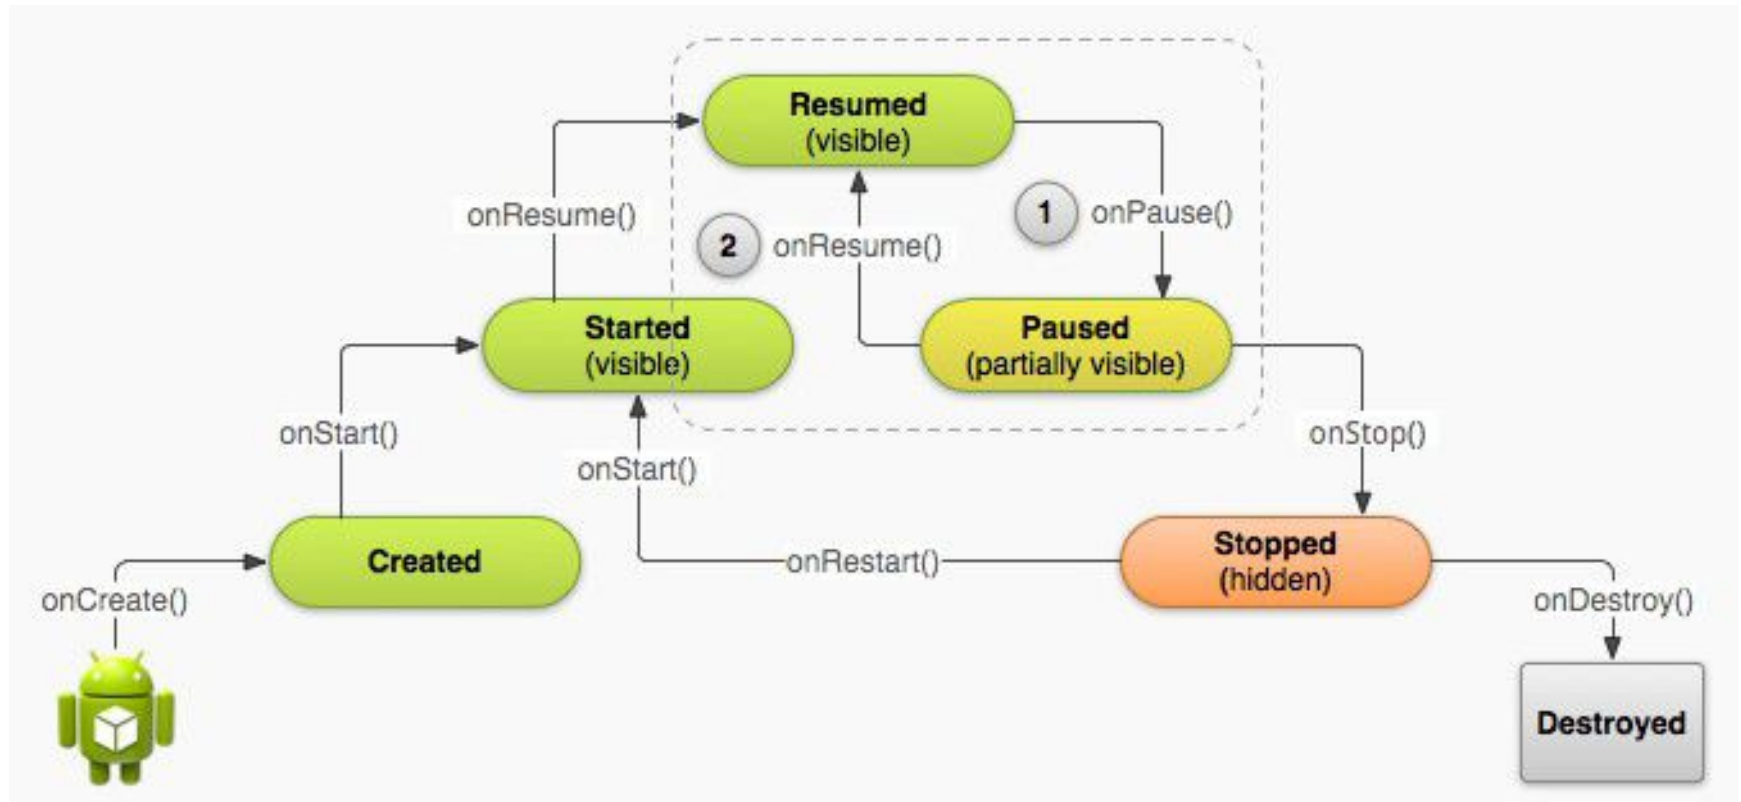 Resumed
(visible)
onResume()
2
onResume()
1
onPause()
Started
(visible)
Paused
(partially visible)
onStart()
onStart()
onStop()
Created
onRestart()
Stopped
(hidden)
onCreate()
onDestroy()
Destroyed